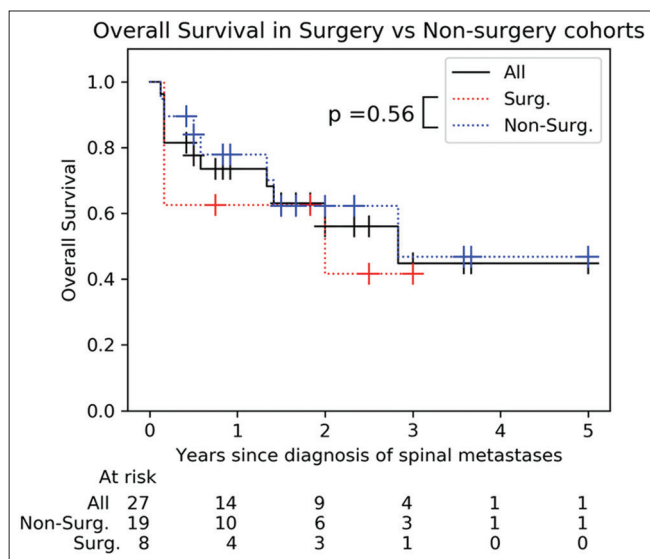 Overall Survival in Surgery vs Non-surgery cohorts
All
Surg.
Non-Surg.
p =0.56
1.0
0.8
0.6
0.4
0.2
0.0
Overall Survival
0 1 2 3 4 5
Years since diagnosis of spinal metastases
At risk
All 27 14 9 4 1 1
Non-Surg. 19 10 6 3 1 1
Surg. 8 4 3 1 0 0